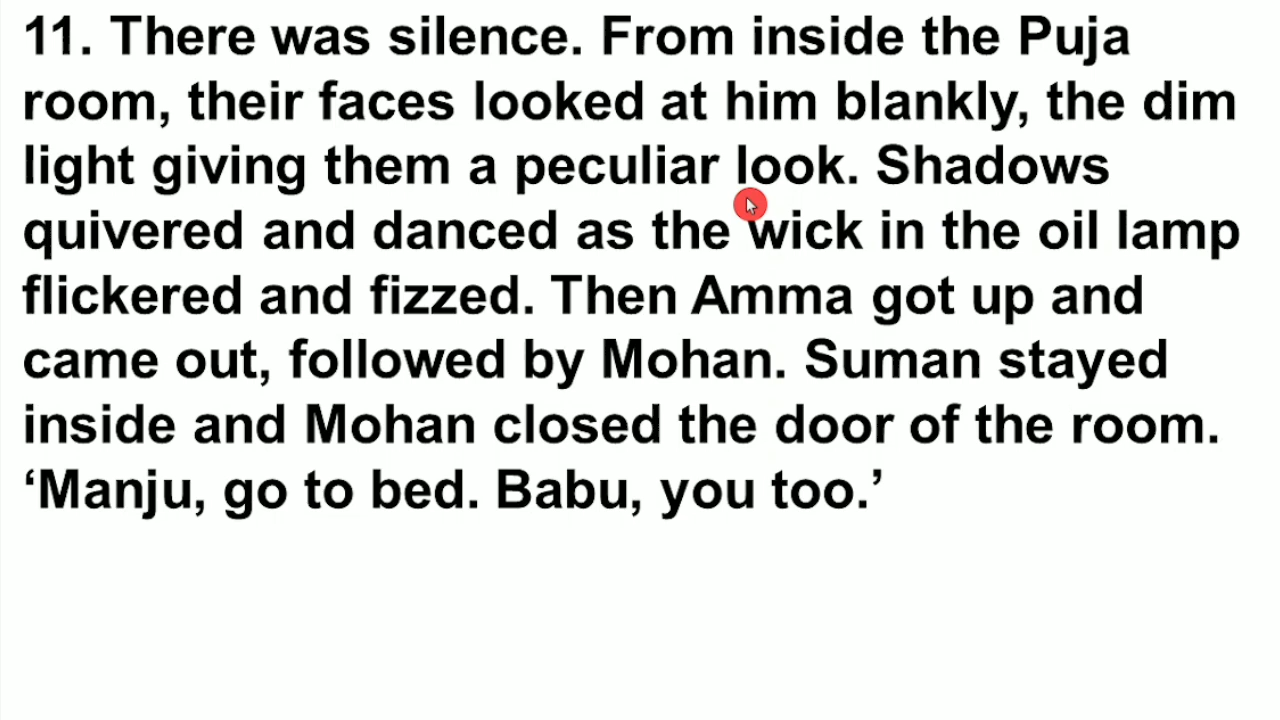 11. There was silence. From inside the Puja
room, their faces looked at him blankly, the dim
light giving them a peculiar look. Shadows
quivered and danced as the wick in the oil lamp
flickered and fizzed. Then Amma got up and
came out, followed by Mohan. Suman stayed
inside and Mohan closed the door of the room.
‘Manju, go to bed. Babu, you too.’